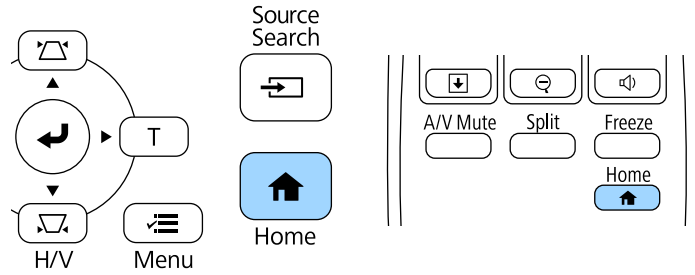 Source
Search
T
Home
H/V
Menu
A/V Mute
Split
Freeze
Home